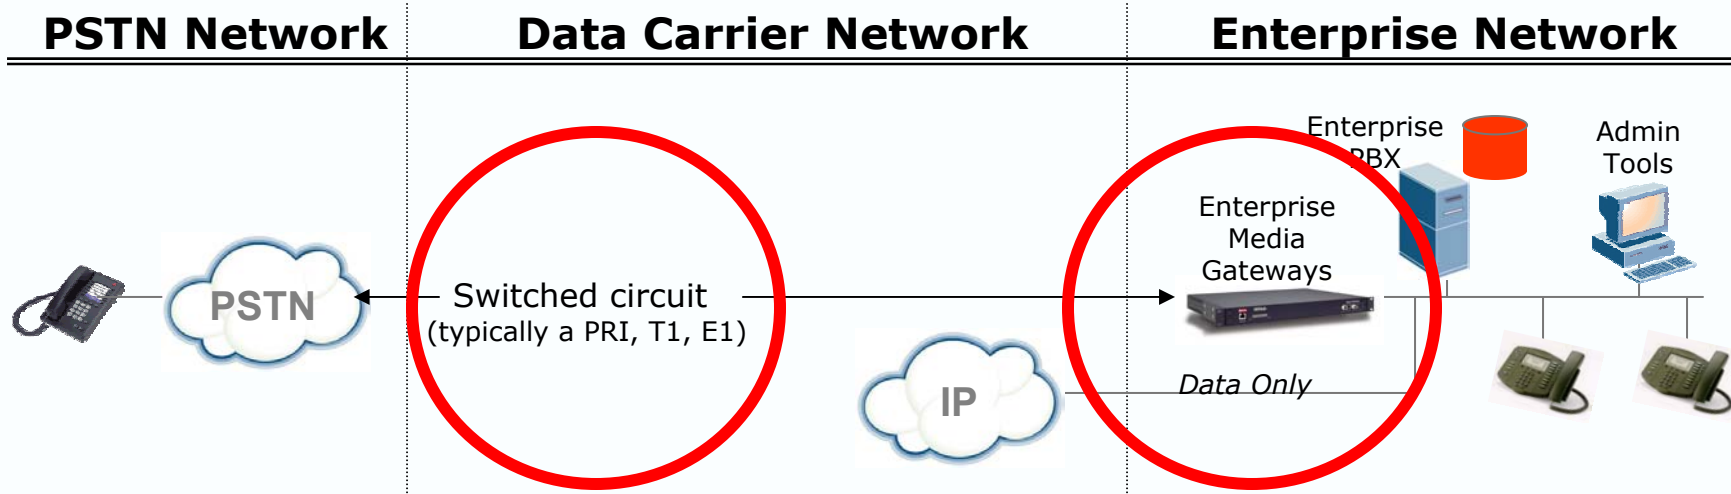 PSTN Network
Data Carrier Network
Enterprise Network
Enterprise
PBX
Admin
Tools
Enterprise
Media
Gateways
PSTN
Switched circuit
(typically a PRI, T1, E1)
IP
Data Only